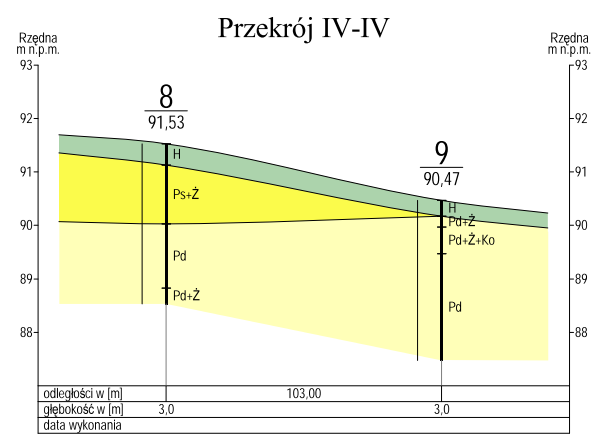 Przekrój IV-IV
Rzędna
m n.p.m.
Rzędna
m n.p.m.
93
93
92
92
8
91,53
9
90,47
91
91
H
Ps+Ż
H
Pd+Ż
90
90
Pd+Ż+Ko
Pd
89
89
Pd+Ż
Pd
88
88
odległości w [m] 103,00
głębokość w [m] 3,0 3,0
data wykonania